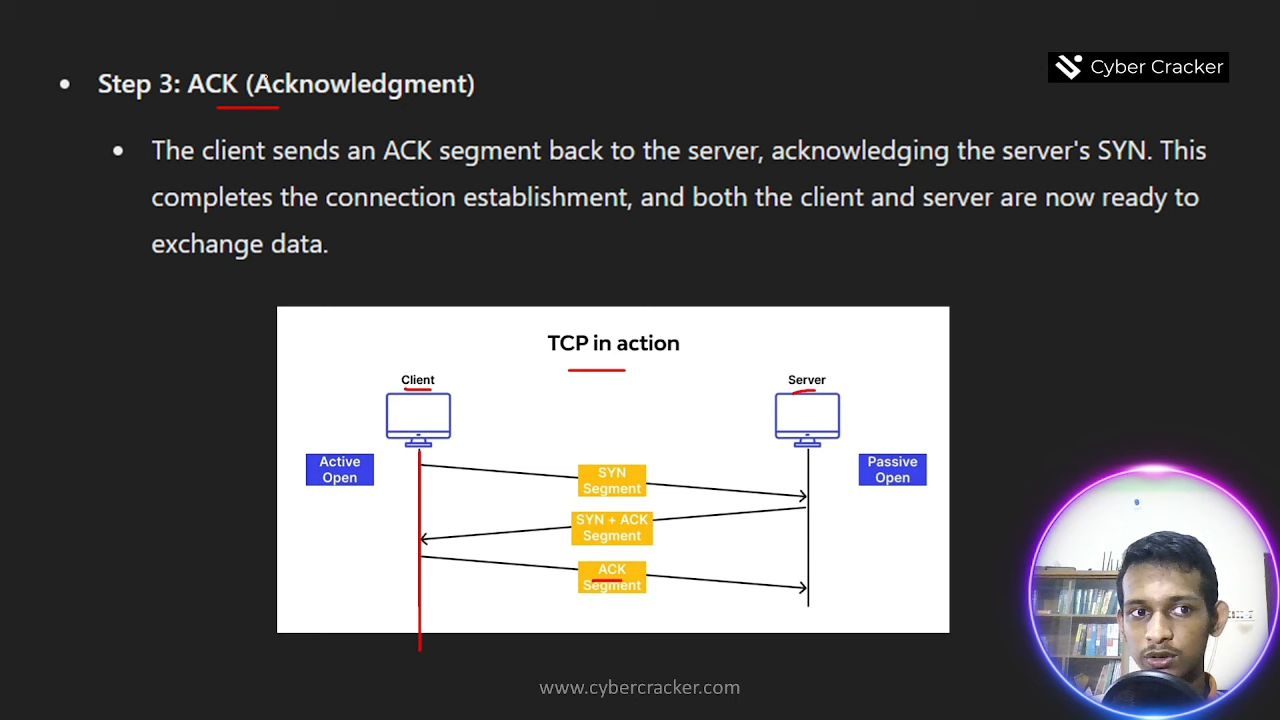 Cyber Cracker
• Step 3: ACK (Acknowledgment)
• The client sends an ACK segment back to the server, acknowledging the server's SYN. This
completes the connection establishment, and both the client and server are now ready to
exchange data.
TCP in action
Client
Server
Active
Open
Passive
Open
SYN
Segment
SYN + ACK
Segment
ACK
Segment
www.cybercracker.com